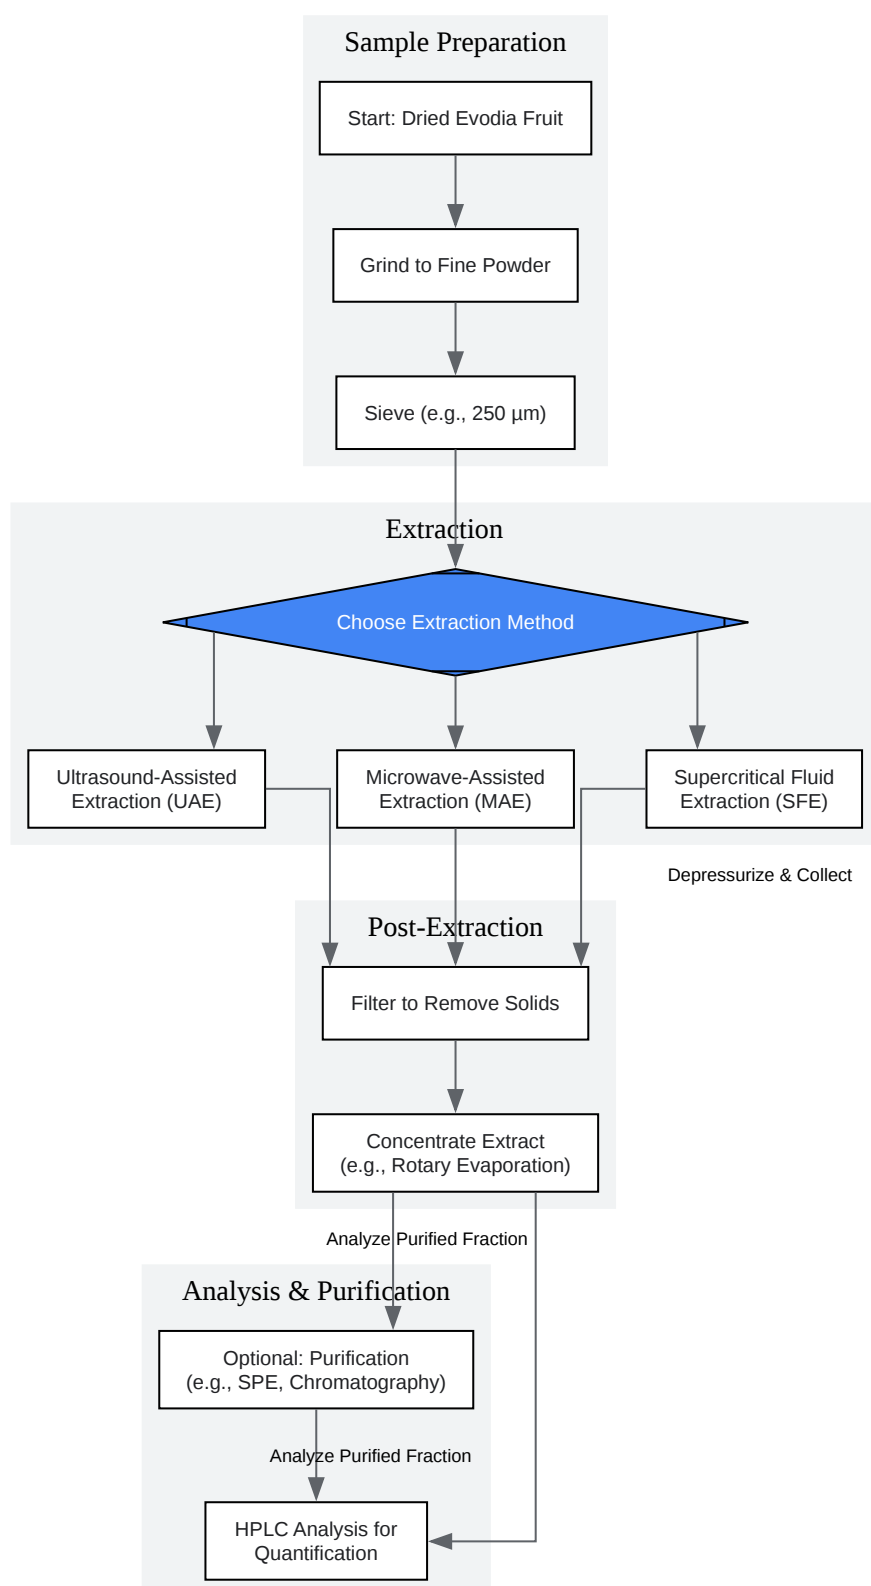 Sample Preparation
Start: Dried Evodia Fruit
Grind to Fine Powder
Sieve (e.g., 250 µm)
Extraction
Choose Extraction Method
Ultrasound-Assisted
Extraction (UAE)
Microwave-Assisted
Extraction (MAE)
Supercritical Fluid
Extraction (SFE)
Depressurize & Collect
Post-Extraction
Filter to Remove Solids
Concentrate Extract
(e.g., Rotary Evaporation)
Analyze Purified Fraction
Analysis & Purification
Optional: Purification
(e.g., SPE, Chromatography)
Analyze Purified Fraction
HPLC Analysis for
Quantification